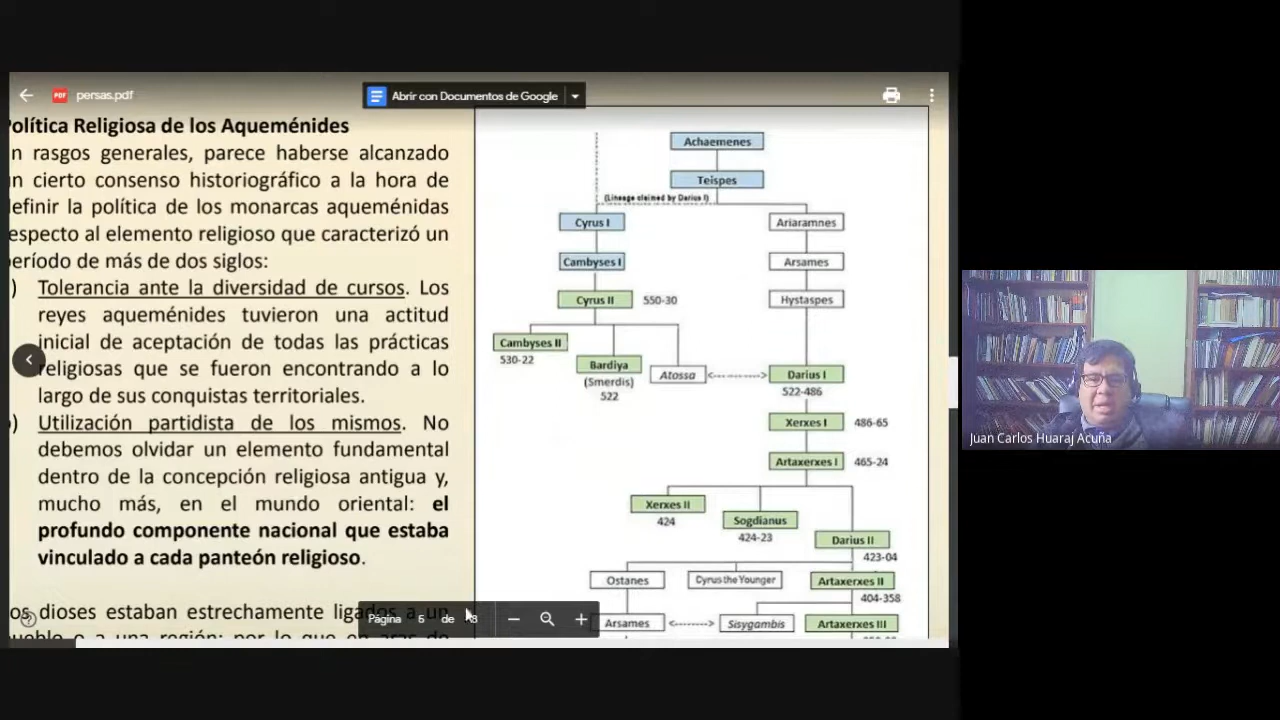 persas.pdf
Abrir con Documentos de Google
Política Religiosa de los Aqueménides
n rasgos generales, parece haberse alcanzado
un cierto consenso historiográfico a la hora de
definir la política de los monarcas aqueménidas
especto al elemento religioso que caracterizó un
período de más de dos siglos:
) Tolerancia ante la diversidad de cursos. Los
reyes aqueménides tuvieron una actitud
inicial de aceptación de todas las prácticas
religiosas que se fueron encontrando a lo
largo de sus conquistas territoriales.
) Utilización partidista de los mismos. No
debemos olvidar un elemento fundamental
dentro de la concepción religiosa antigua y,
mucho más, en el mundo oriental: el
profundo componente nacional que estaba
vinculado a cada panteón religioso.
os dioses estaban estrechamente ligados a un
Achaemenes
Teispes
(Lineage claimed by Darius I)
Cyrus I
Ariaramnes
Cambyses I
Arsames
Cyrus II 550-30
Hystaspes
Cambyses II
530-22
Bardiya
(Smerdis)
522
Atossa
Darius I
522-486
Xerxes I 486-65
Artaxerxes I 465-24
Xerxes II
424
Sogdianus
424-23
Darius II
423-04
Ostanes
Cyrus the Younger
Artaxerxes II
404-358
Arsames
Sisygambis
Artaxerxes III
Página 6 de
Juan Carlos Huaraj Acuña